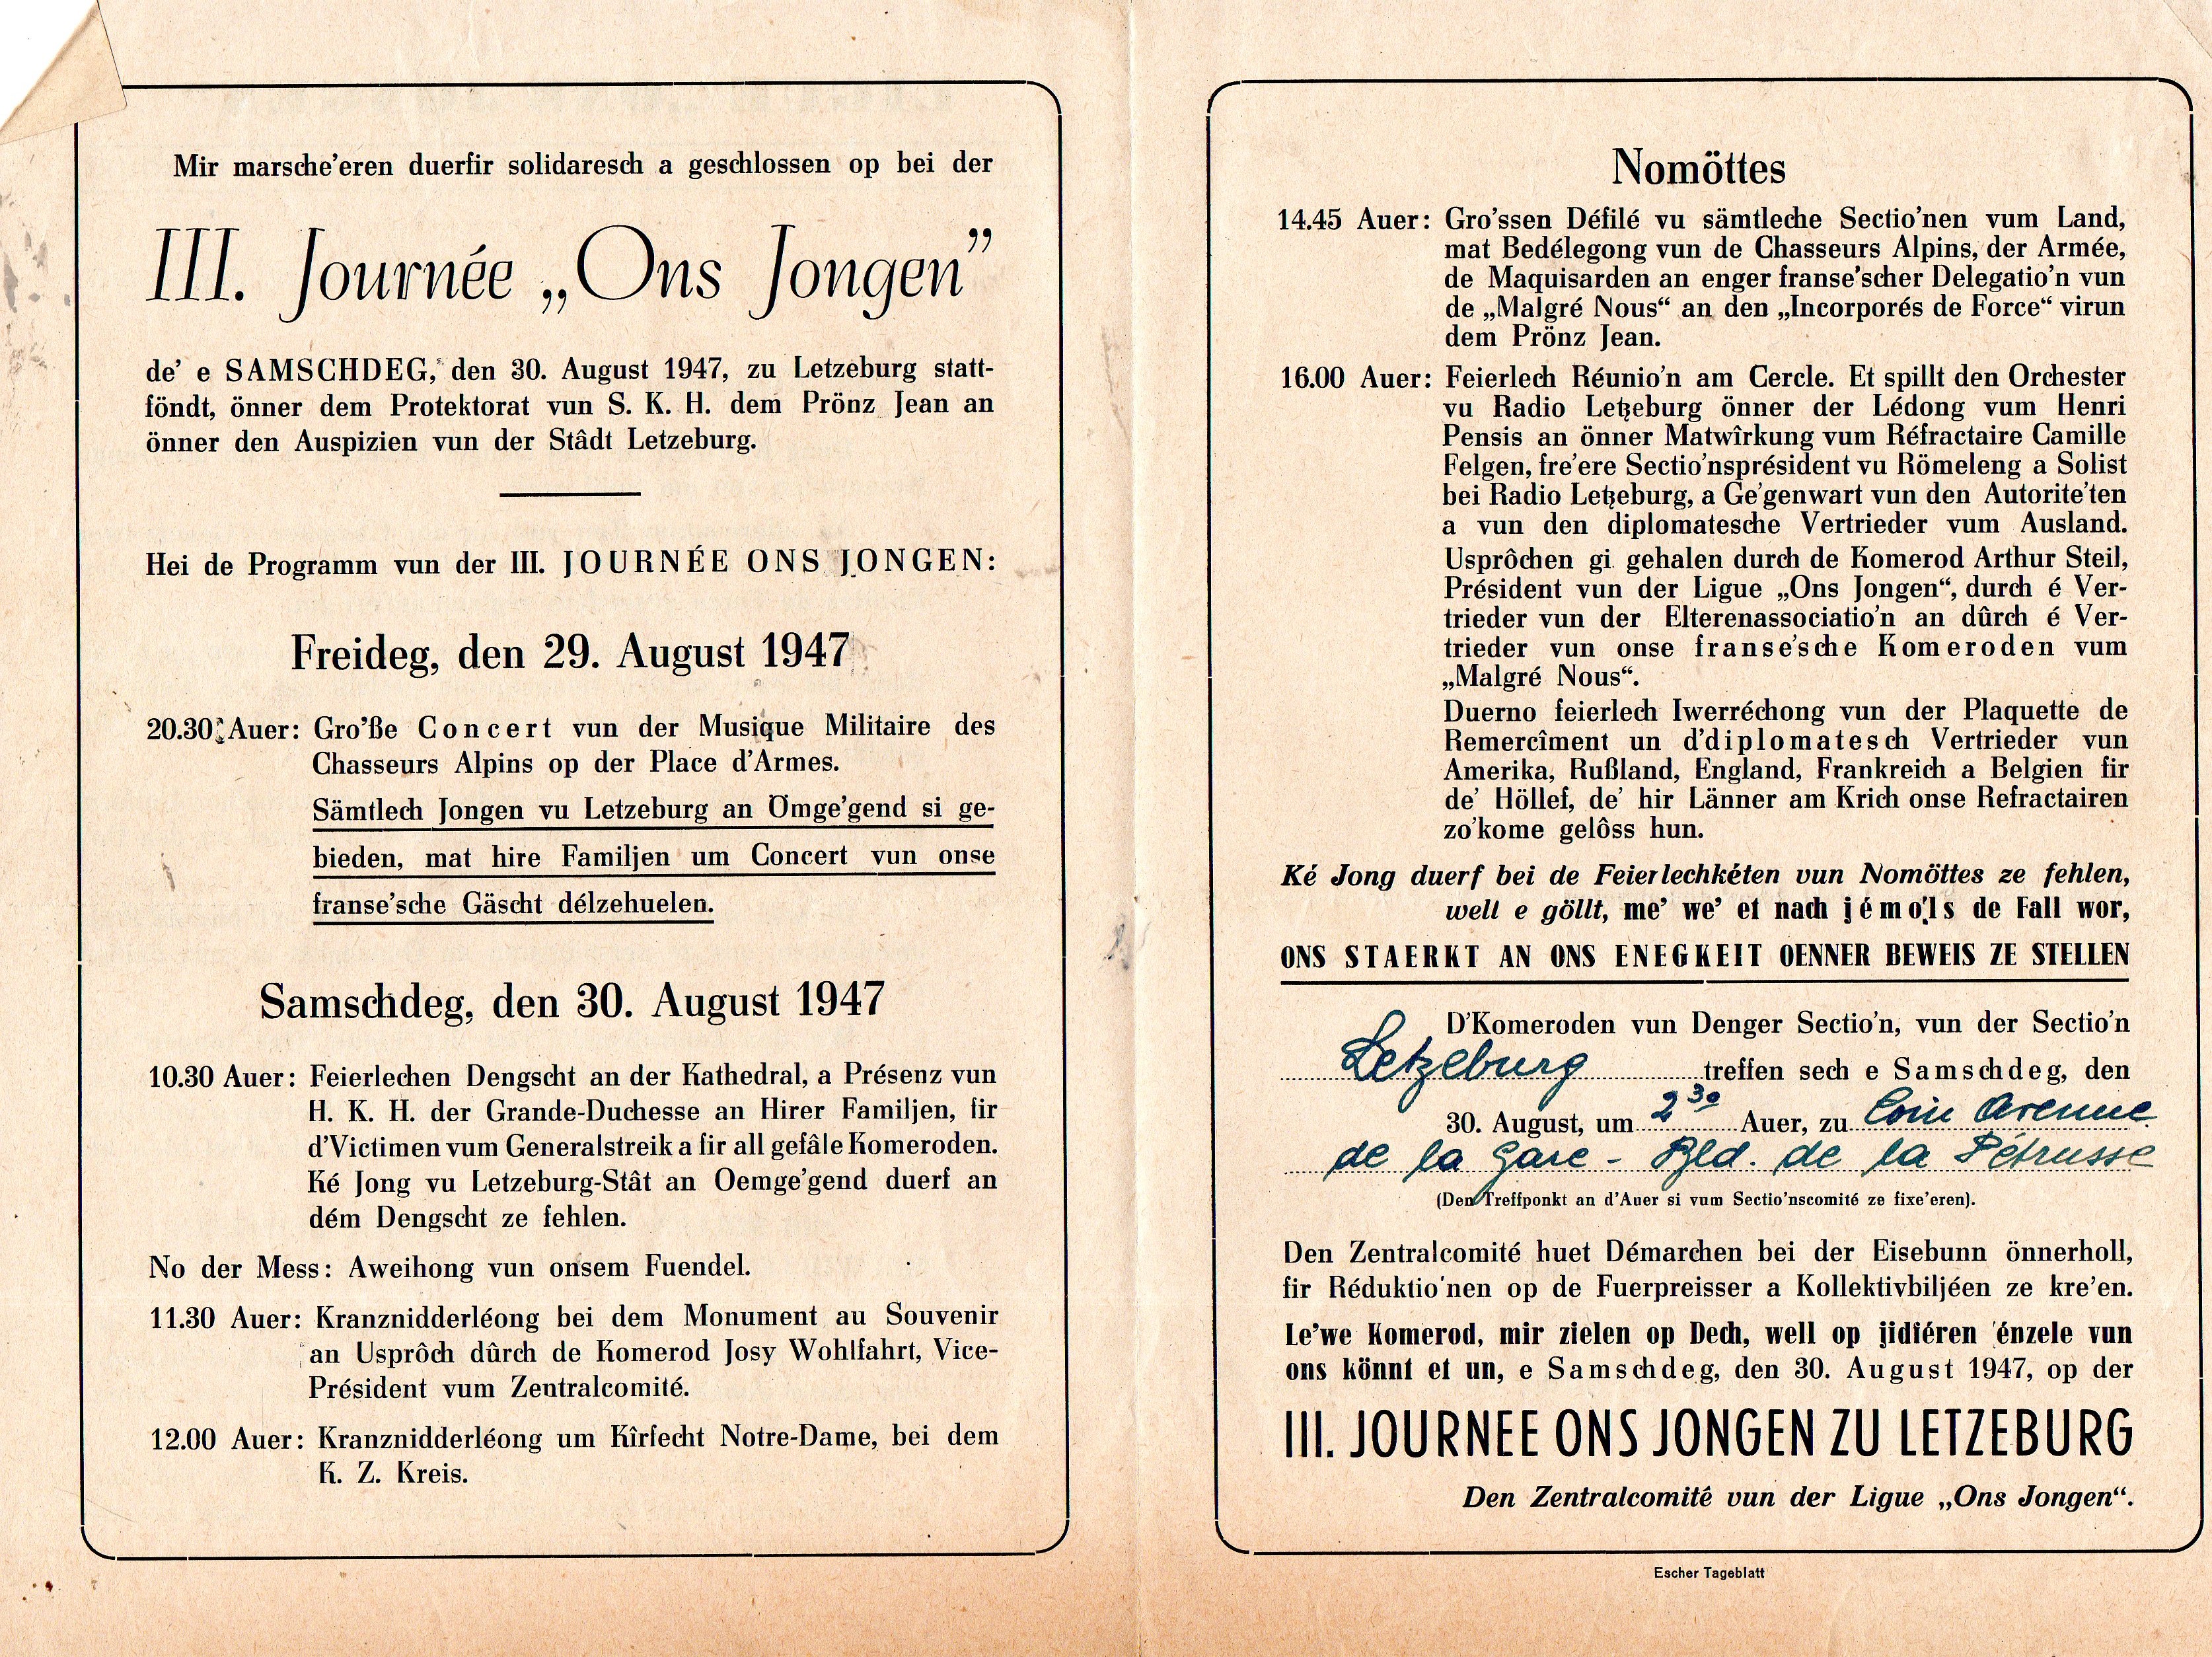 Mir marsche'eren duerfir solidaresch a geschlossen op bei der
III. Journée „Ons Jongen”
de' e SAMSCHDEG, den 30. August 1947, zu Letzeburg statt-
föndt, önner dem Protektorat vun S. K. H. dem Prönz Jean an
önner den Auspizien vun der Stâdt Letzeburg.
Hei de Programm vun der III. JOURNÉE ONS JONGEN:
Freideg, den 29. August 1947
20.30 Auer: Gro'ße Concert vun der Musique Militaire des
Chasseurs Alpins op der Place d'Armes.
Sämtlech Jongen vu Letzeburg an Ömge'gend si ge-
bieden, mat hire Familjen um Concert vun onse
franse'sche Gäscht délzehuelen.
Samschdeg, den 30. August 1947
10.30 Auer: Feierlechen Dengscht an der Kathedral, a Présenz vun
H. K. H. der Grande-Duchesse an Hirer Familjen, fir
d'Victimen vum Generalstreik a fir all gefâle Komeroden.
Ké Jong vu Letzeburg-Stât an Oemge'gend duerf an
dém Dengscht ze fehlen.
No der Mess: Aweihong vun onsem Fuendel.
11.30 Auer: Kranznidderléong bei dem Monument au Souvenir
an Usprôch dûrch de Komerod Josy Wohlfahrt, Vice-
Président vum Zentralcomité.
12.00 Auer: Kranznidderléong um Kîrfecht Notre-Dame, bei dem
K. Z. Kreis.
Nomöttes
14.45 Auer: Gro'ssen Défilé vu sämtleche Sectio'nen vum Land,
mat Bedélegong vun de Chasseurs Alpins, der Armée,
de Maquisarden an enger franse'scher Delegatio'n vun
de „Malgré Nous“ an den „Incorporés de Force“ virun
dem Prönz Jean.
16.00 Auer: Feierlech Réunio'n am Cercle. Et spillt den Orchester
vu Radio Letzeburg önner der Lédong vum Henri
Pensis an önner Matwîrkung vum Réfractaire Camille
Felgen, fre'ere Sectio'nsprésident vu Römeleng a Solist
bei Radio Letzeburg, a Ge'genwart vun den Autorite'ten
a vun den diplomatesche Vertrieder vum Ausland.
Usprôchen gi gehalen durch de Komerod Arthur Steil,
Président vun der Ligue „Ons Jongen“, durch é Ver-
trieder vun der Elterenassociatio'n an dûrch é Ver-
trieder vun onse franse'sche Komeroden vum
„Malgré Nous“.
Duerno feierlech Iwerréchong vun der Plaquette de
Remercîment un d'diplomatesch Vertrieder vun
Amerika, Rußland, England, Frankreich a Belgien fir
de' Höllef, de' hir Länner am Krich onse Refractairen
zo'kome gelôss hun.
Ké Jong duerf bei de Feierlechkéten vun Nomöttes ze fehlen,
well e göllt, me' we' et nach jémo'ls de Fall wor,
ONS STAERKT AN ONS ENEGKEIT OENNER BEWEIS ZE STELLEN
D'Komeroden vun Denger Sectio'n, vun der Sectio'n
Letzeburg treffen sech e Samschdeg, den
30. August, um 2 30 Auer, zu Coin Avenue
de la Gare - Bld. de la Pétrusse
(Den Treffponkt an d'Auer si vum Sectio'nscomité ze fixe'eren).
Den Zentralcomité huet Démarchen bei der Eisebunn önnerholl,
fir Réduktio'nen op de Fuerpreisser a Kollektivbiljéen ze kre'en.
Le'we Komerod, mir zielen op Dech, well op jidféren énzele vun
ons könnt et un, e Samschdeg, den 30. August 1947, op der
III. JOURNEE ONS JONGEN ZU LETZEBURG
Den Zentralcomité vun der Ligue „Ons Jongen“.
Escher Tageblatt